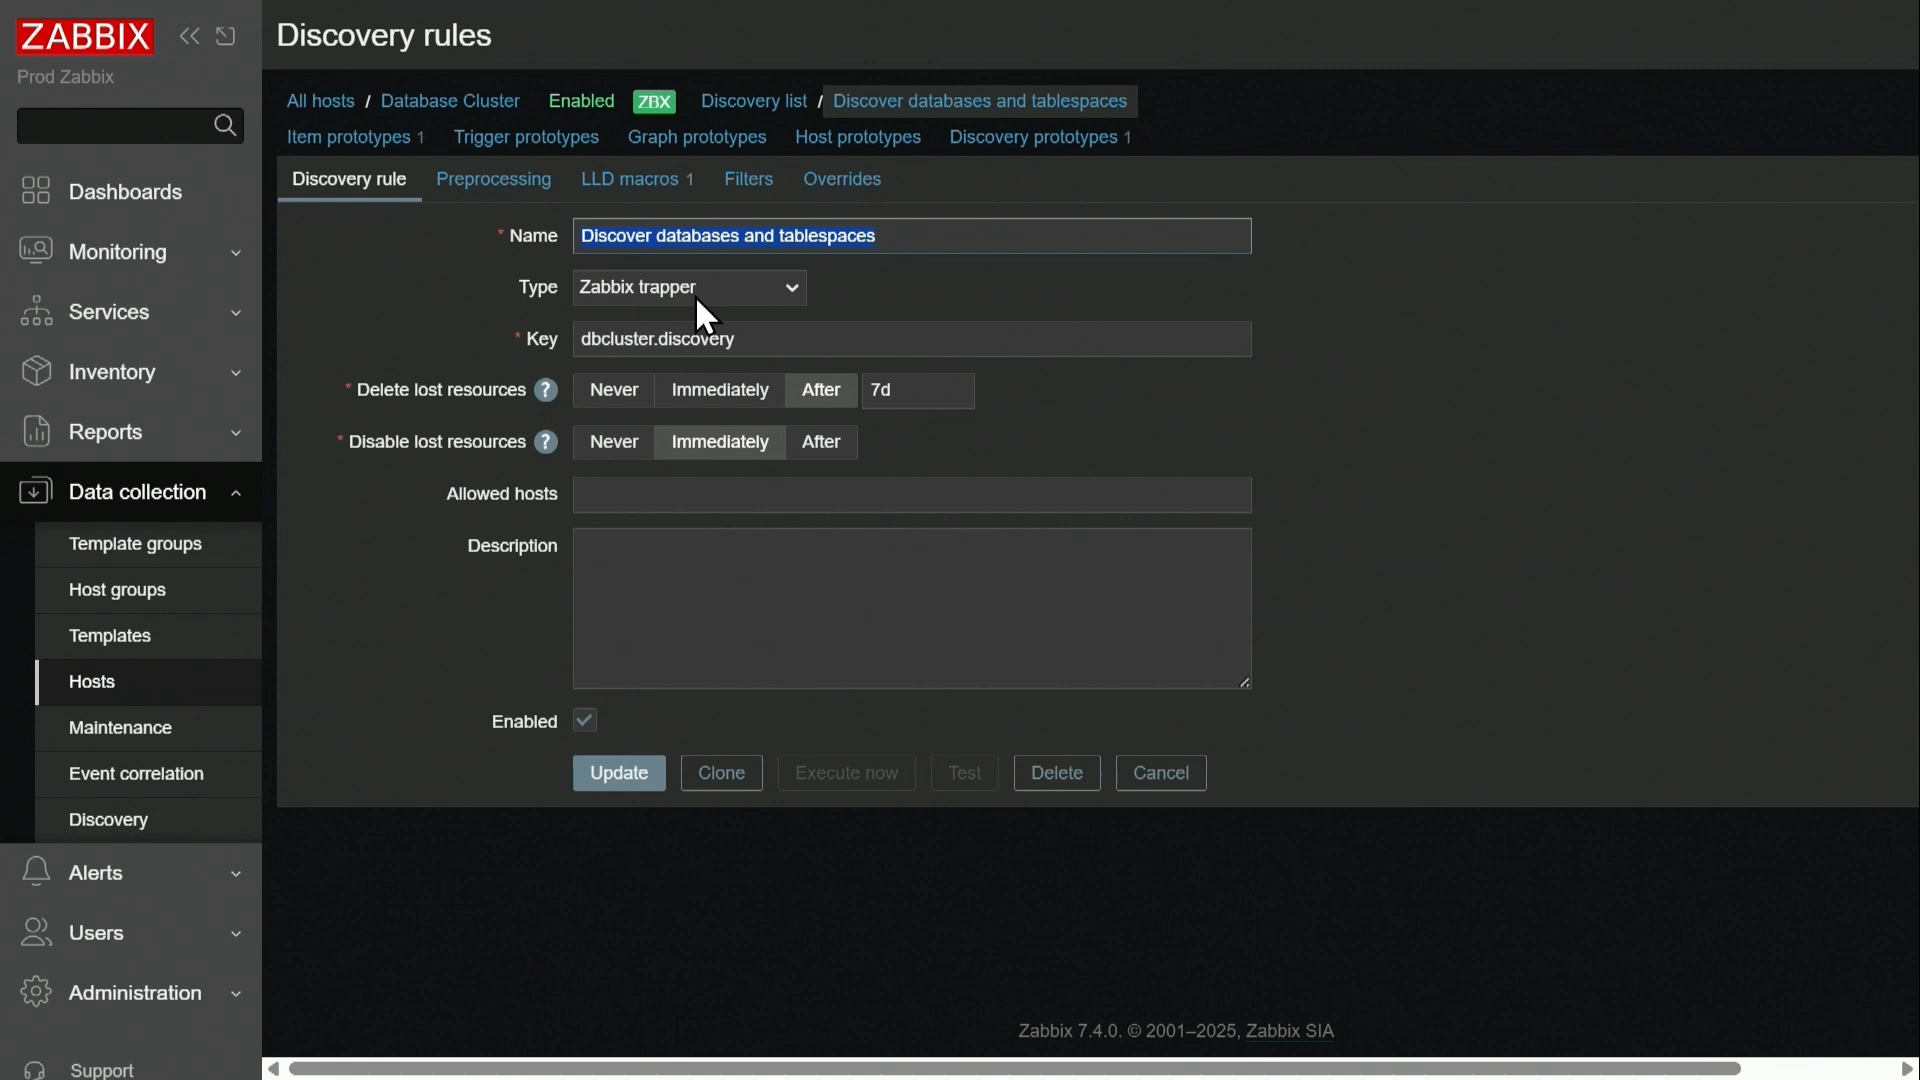 ZABBIX
Prod Zabbix
Dashboards
Monitoring
Services
Inventory
Reports
Data collection
Template groups
Host groups
Templates
Hosts
Maintenance
Event correlation
Discovery
Alerts
Users
Administration
Support
Discovery rules
All hosts / Database Cluster Enabled ZBX Discovery list / Discover databases and tablespaces
Item prototypes 1 Trigger prototypes Graph prototypes Host prototypes Discovery prototypes 1
Discovery rule Preprocessing LLD macros 1 Filters Overrides
* Name Discover databases and tablespaces
Type Zabbix trapper
* Key dbcluster.discovery
* Delete lost resources ? Never Immediately After 7d
* Disable lost resources ? Never Immediately After
Allowed hosts
Description
Enabled
Update Clone Execute now Test Delete Cancel
Zabbix 7.4.0. © 2001–2025, Zabbix SIA